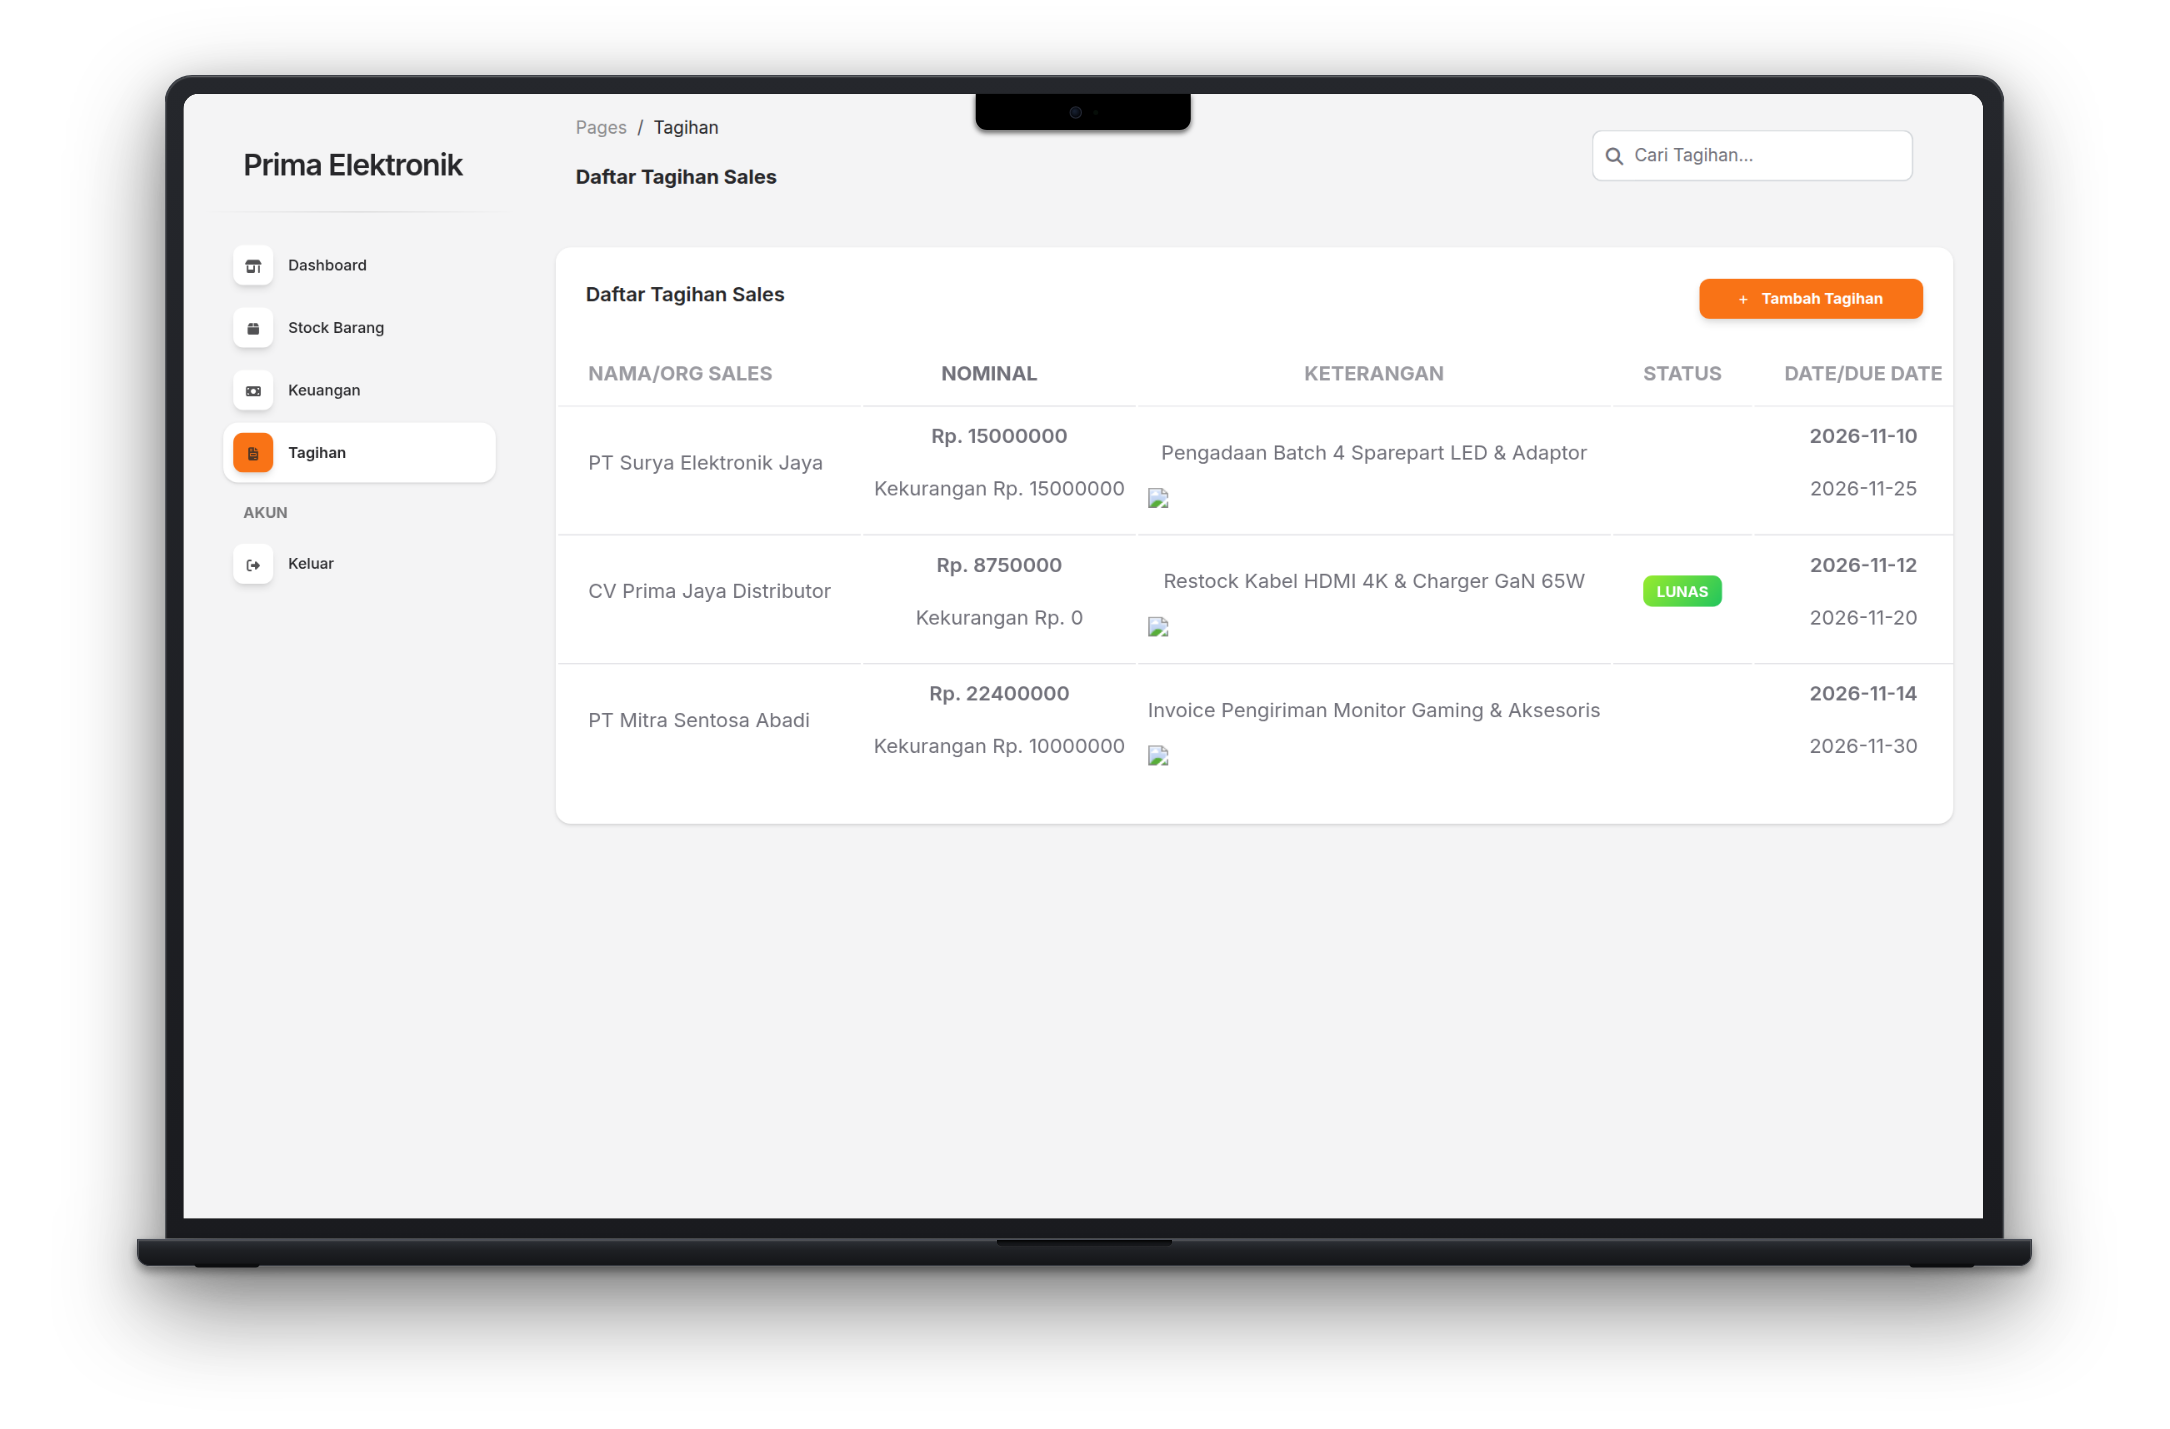 Prima Elektronik
Dashboard
Stock Barang
Keuangan
Tagihan
AKUN
Keluar
Pages / Tagihan
Daftar Tagihan Sales
Cari Tagihan...
Daftar Tagihan Sales
+ Tambah Tagihan
NAMA/ORG SALES NOMINAL KETERANGAN STATUS DATE/DUE DATE
PT Surya Elektronik Jaya
Rp. 15000000
Kekurangan Rp. 15000000
Pengadaan Batch 4 Sparepart LED & Adaptor
2026-11-10
2026-11-25
CV Prima Jaya Distributor
Rp. 8750000
Kekurangan Rp. 0
Restock Kabel HDMI 4K & Charger GaN 65W
LUNAS
2026-11-12
2026-11-20
PT Mitra Sentosa Abadi
Rp. 22400000
Kekurangan Rp. 10000000
Invoice Pengiriman Monitor Gaming & Aksesoris
2026-11-14
2026-11-30